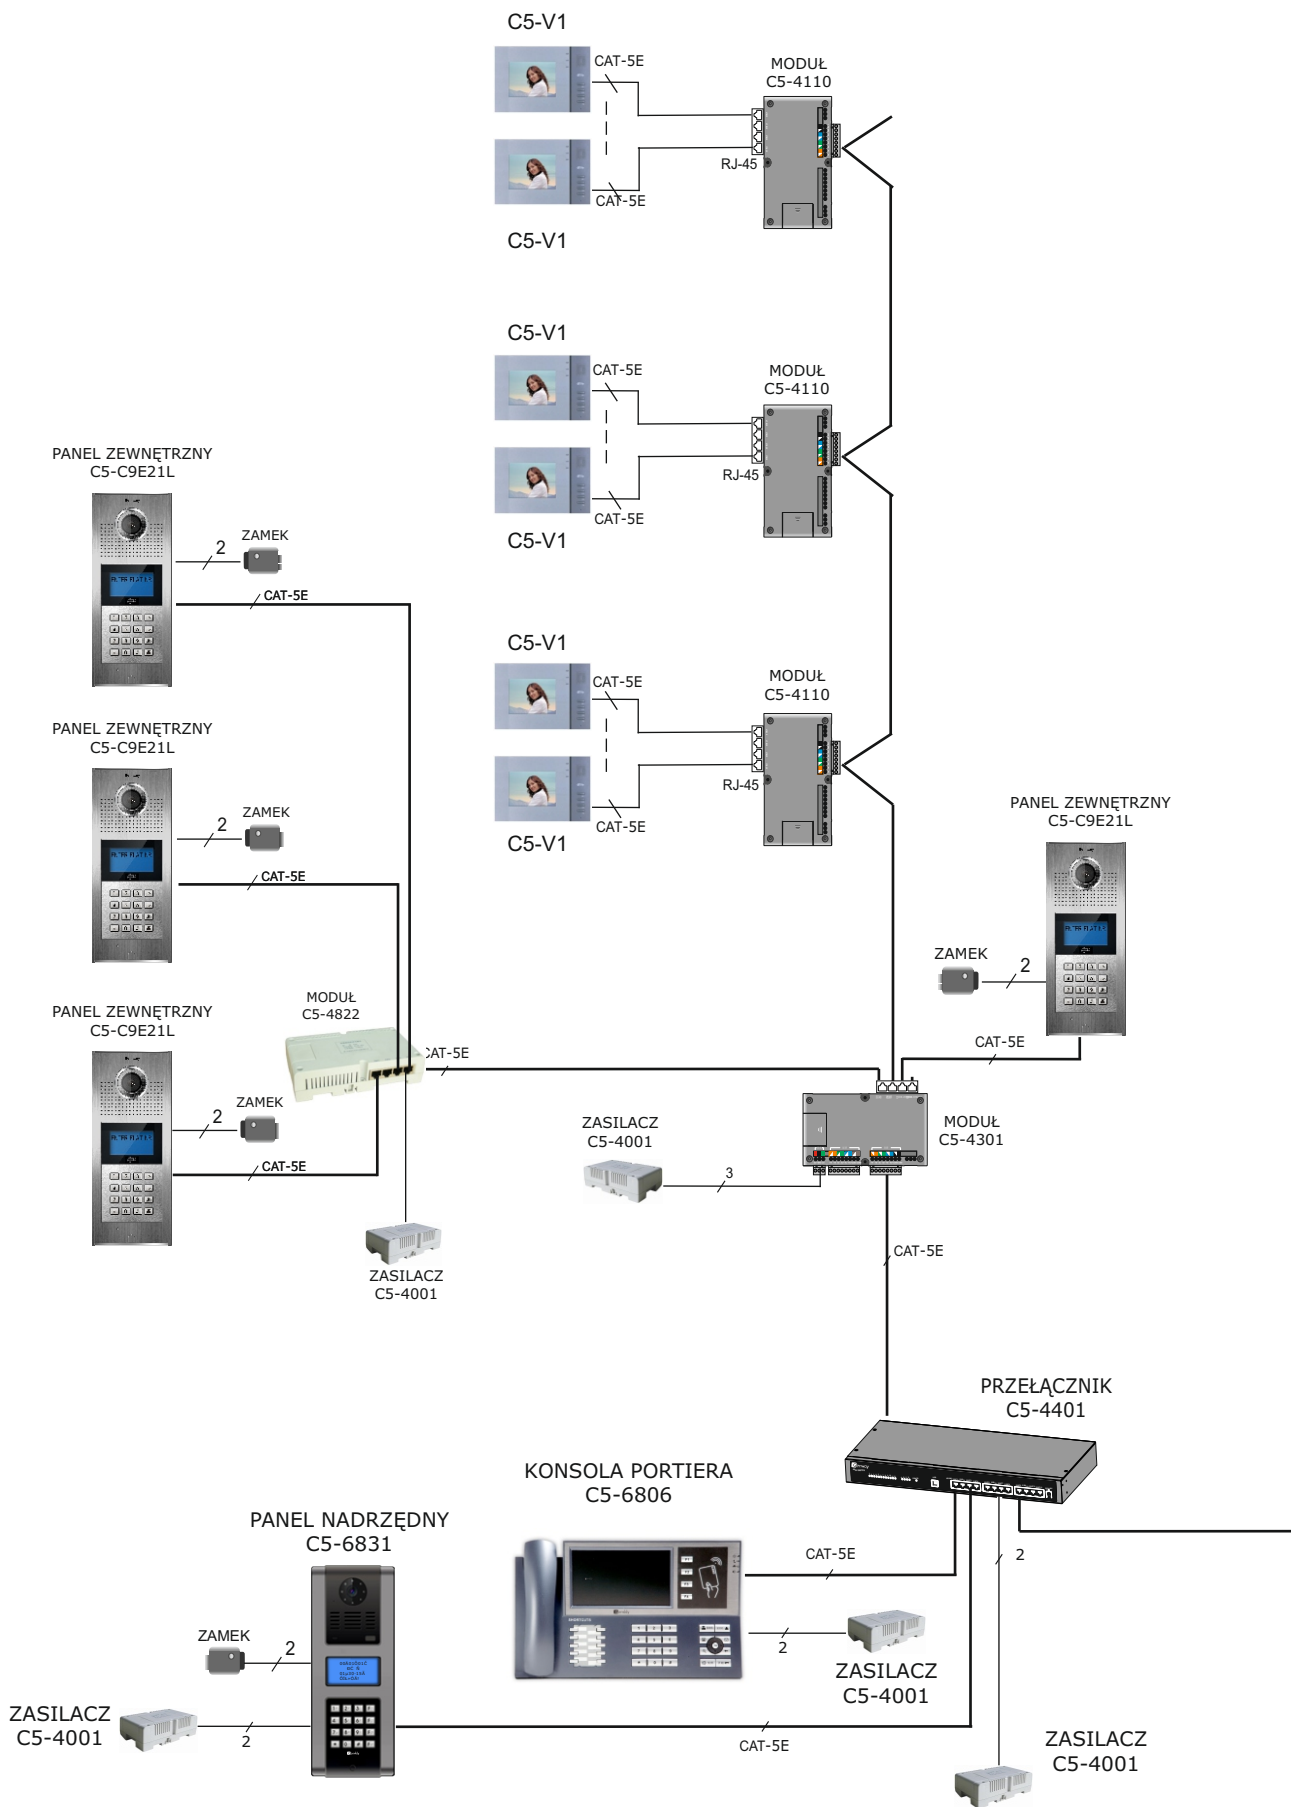 C5-V1
CAT-5E
MODUŁ
C5-4110
RJ-45
CAT-5E
C5-V1
C5-V1
CAT-5E
MODUŁ
C5-4110
RJ-45
CAT-5E
C5-V1
PANEL ZEWNĘTRZNY
C5-C9E21L
2
ZAMEK
CAT-5E
C5-V1
CAT-5E
MODUŁ
C5-4110
RJ-45
CAT-5E
C5-V1
PANEL ZEWNĘTRZNY
C5-C9E21L
2
ZAMEK
CAT-5E
PANEL ZEWNĘTRZNY
C5-C9E21L
ZAMEK
2
CAT-5E
PANEL ZEWNĘTRZNY
C5-C9E21L
2
ZAMEK
CAT-5E
MODUŁ
C5-4822
CAT-5E
ZASILACZ
C5-4001
ZASILACZ
C5-4001
3
MODUŁ
C5-4301
CAT-5E
PRZEŁĄCZNIK
C5-4401
KONSOLA PORTIERA
C5-6806
CAT-5E
2
2
ZASILACZ
C5-4001
PANEL NADRZĘDNY
C5-6831
ZAMEK
2
ZASILACZ
C5-4001
2
CAT-5E
ZASILACZ
C5-4001